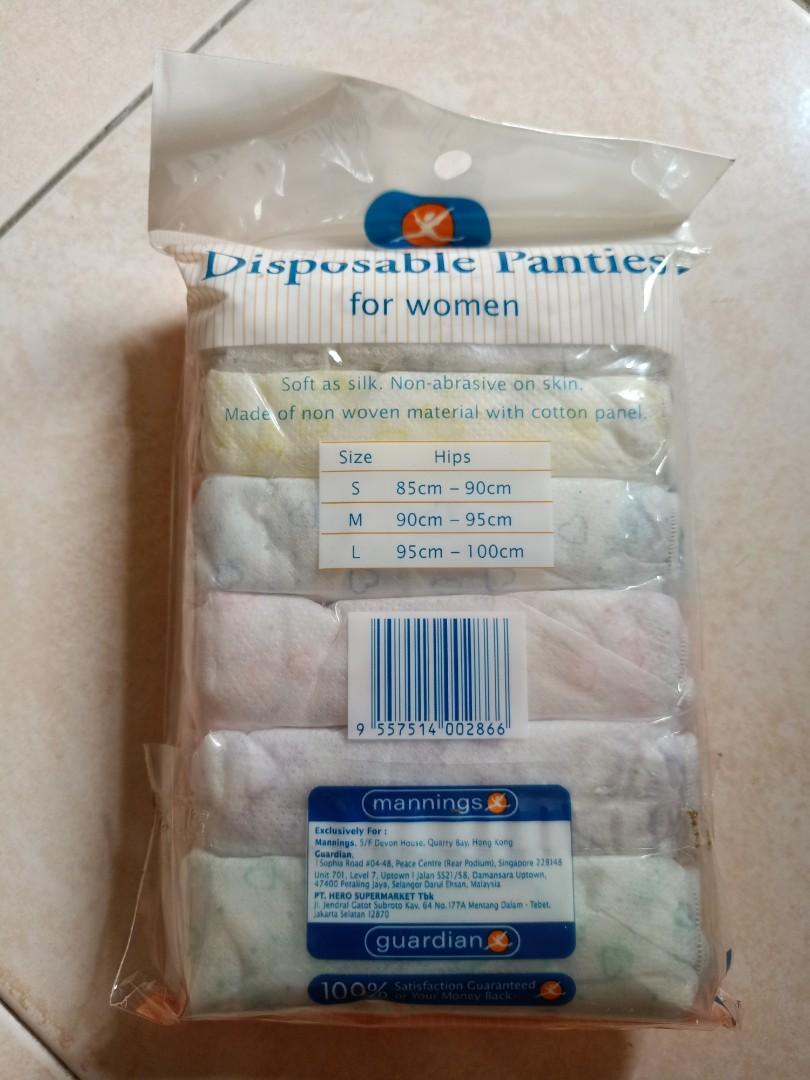 Disposable Panties
for women
Soft as silk. Non-abrasive on skin.
Made of non woven material with cotton panel.
Size Hips
S 85cm – 90cm
M 90cm – 95cm
L 95cm – 100cm
9 557514 002866
mannings
Exclusively For :
Mannings, 5/F Devon House, Quarry Bay, Hong Kong
Guardian,
1 Sophia Road #04-48, Peace Centre (Rear Podium), Singapore 228148
Unit 701, Level 7, Uptown 1 Jalan SS21/58, Damansara Uptown,
47400 Petaling Jaya, Selangor Darul Ehsan, Malaysia
PT. HERO SUPERMARKET Tbk
Jl. Jendral Gatot Subroto Kav. 64 No.177A Mentang Dalam - Tebet,
Jakarta Selatan 12870
guardian
100% Satisfaction Guaranteed
or Your Money Back